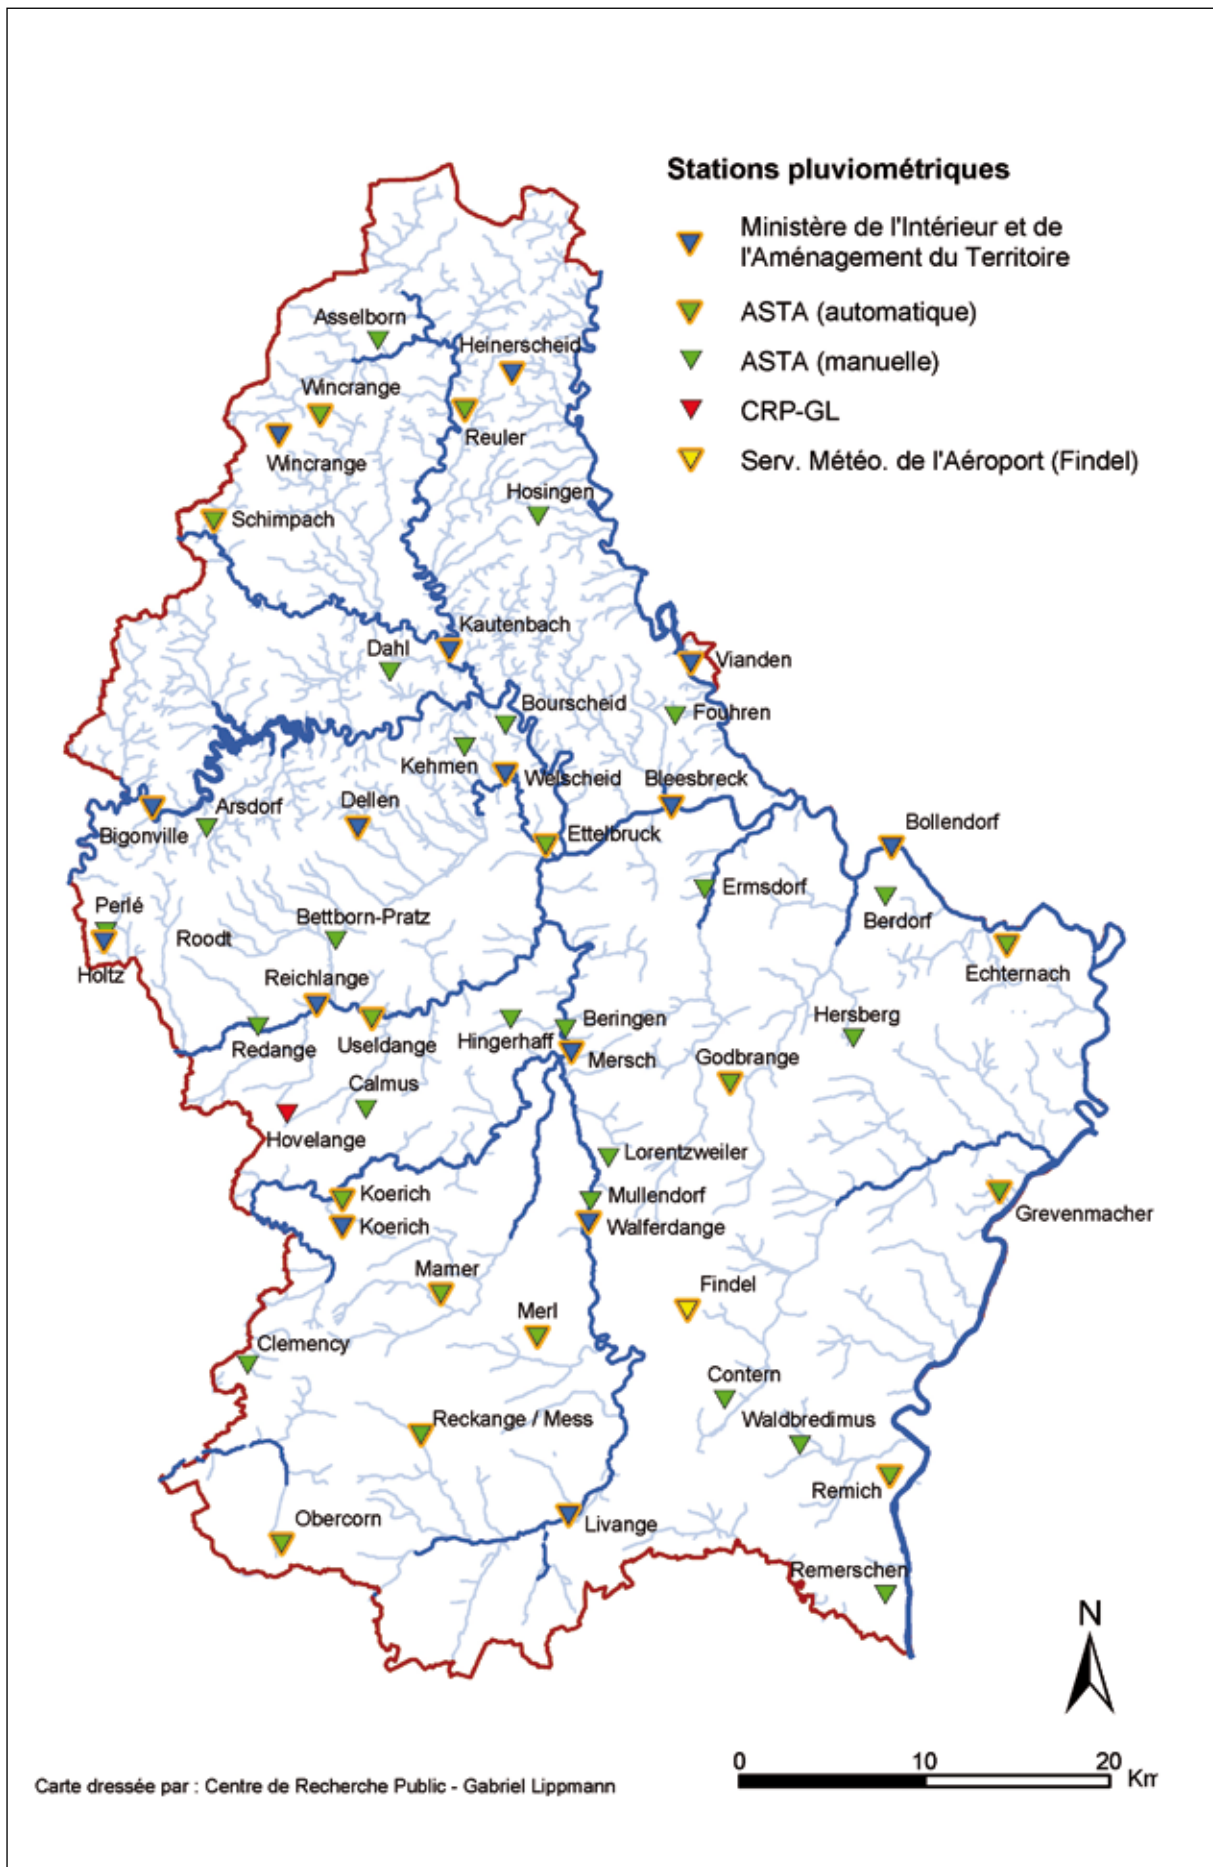 Stations pluviométriques
Ministère de l'Intérieur et de
l'Aménagement du Territoire
ASTA (automatique)
ASTA (manuelle)
CRP-GL
Serv. Météo. de l'Aéroport (Findel)
Asselborn
Heinerscheid
Wincrange
Reuler
Wincrange
Hosingen
Schimpach
Kautenbach
Dahl
Vianden
Bourscheid
Fouhren
Kehmen
Welscheid
Bleesbreck
Arsdorf
Dellen
Bigonville
Ettelbruck
Bollendorf
Ermsdorf
Perlé
Bettborn-Pratz
Berdorf
Roodt
Holtz
Reichlange
Echternach
Redange
Useldange
Hingerhaff
Beringen
Hersberg
Mersch
Godbrange
Calmus
Hovelange
Lorentzweiler
Koerich
Mullendorf
Koerich
Walferdange
Grevenmacher
Mamer
Findel
Merl
Clemency
Contern
Reckange / Mess
Waldbredimus
Remich
Obercorn
Livange
Remerschen
N
0 10 20
Km
Carte dressée par : Centre de Recherche Public - Gabriel Lippmann